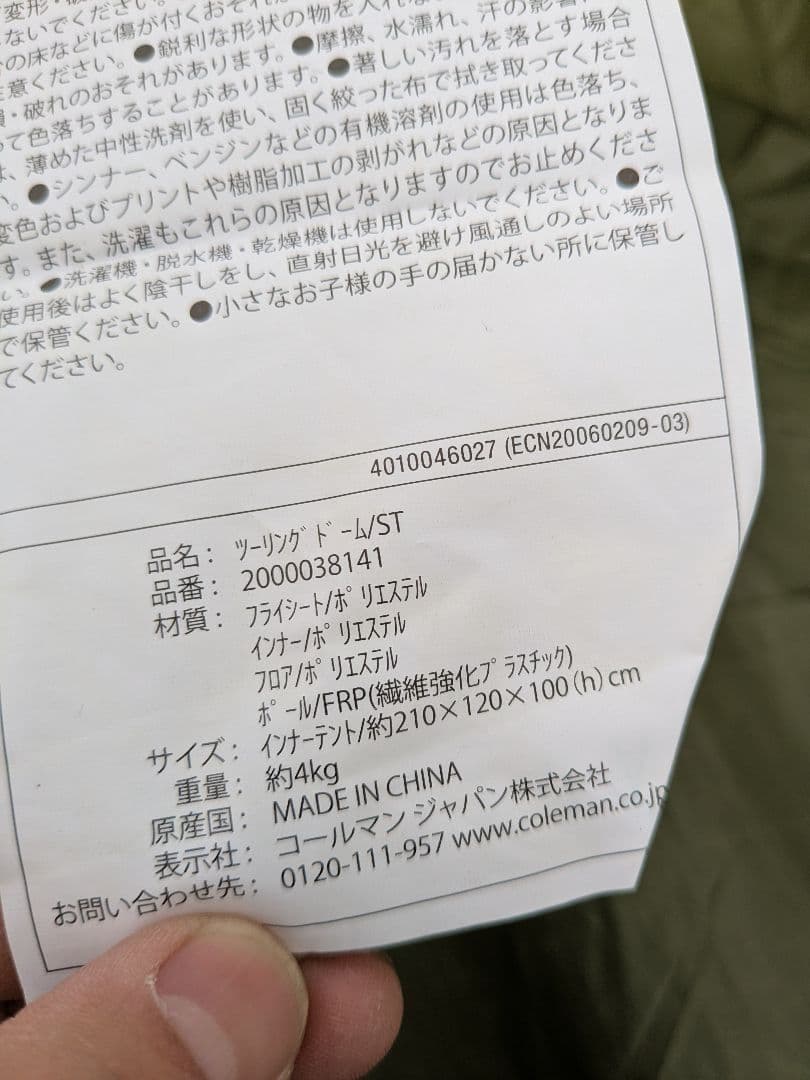 ないでください。
の床などに傷が付くおそれ
注意ください。●鋭利な形状の物を入れ
・破れのおそれがあります。●摩擦、水濡れ、汗の影響
って色落ちすることがあります。●著しい汚れを落とす場合
は、薄めた中性洗剤を使い、固く絞った布で拭き取ってくださ
い。●シンナー、ベンジンなどの有機溶剤の使用は色落ち、
変色およびプリントや樹脂加工の剥がれなどの原因となりま
す。また、洗濯もこれらの原因となりますのでお止めくださ
い。●洗濯機・脱水機・乾燥機は使用しないでください。●ご
使用後はよく陰干しをし、直射日光を避け風通しのよい場所
で保管ください。●小さなお子様の手の届かない所に保管し
てください。
4010046027 (ECN20060209-03)
品名： ﾂｰﾘﾝｸﾞﾄﾞｰﾑ/ST
品番： 2000038141
材質： ﾌﾗｲｼｰﾄ/ﾎﾟﾘｴｽﾃﾙ
ｲﾝﾅｰ/ﾎﾟﾘｴｽﾃﾙ
ﾌﾛｱ/ﾎﾟﾘｴｽﾃﾙ
ﾎﾟｰﾙ/FRP(繊維強化ﾌﾟﾗｽﾁｯｸ)
サイズ： ｲﾝﾅｰﾃﾝﾄ/約210×120×100（h）cm
重量： 約4kg
原産国： MADE IN CHINA
表示社： コールマン ジャパン株式会社
お問い合わせ先： 0120-111-957 www.coleman.co.jp